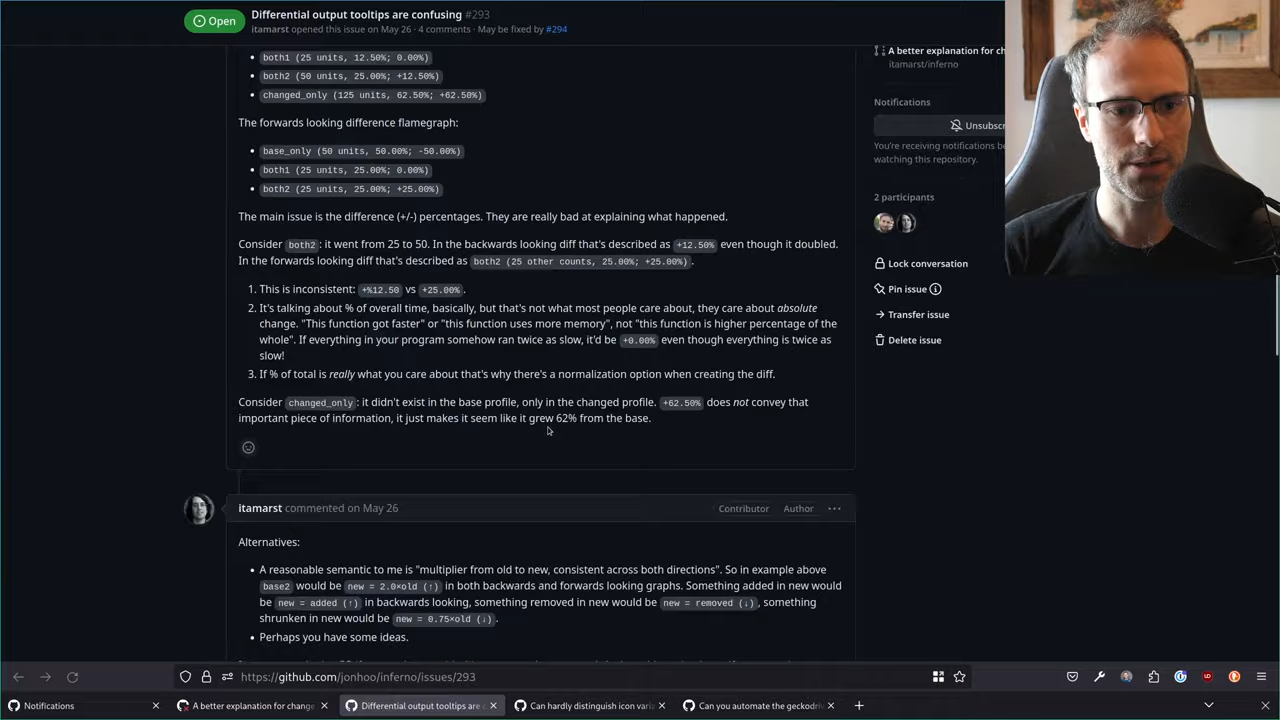 Open
Differential output tooltips are confusing #293
itamarst opened this issue on May 26 · 4 comments · May be fixed by #294
both1 (25 units, 12.50%; 0.00%)
both2 (50 units, 25.00%; +12.50%)
changed_only (125 units, 62.50%; +62.50%)
The forwards looking difference flamegraph:
base_only (50 units, 50.00%; -50.00%)
both1 (25 units, 25.00%; 0.00%)
both2 (25 units, 25.00%; +25.00%)
The main issue is the difference (+/-) percentages. They are really bad at explaining what happened.
Consider both2: it went from 25 to 50. In the backwards looking diff that's described as +12.50% even though it doubled.
In the forwards looking diff that's described as both2 (25 other counts, 25.00%; +25.00%).
1. This is inconsistent: +%12.50 vs +25.00%.
2. It's talking about % of overall time, basically, but that's not what most people care about, they care about absolute
change. "This function got faster" or "this function uses more memory", not "this function is higher percentage of the
whole". If everything in your program somehow ran twice as slow, it'd be +0.00% even though everything is twice as
slow!
3. If % of total is really what you care about that's why there's a normalization option when creating the diff.
Consider changed_only: it didn't exist in the base profile, only in the changed profile. +62.50% does not convey that
important piece of information, it just makes it seem like it grew 62% from the base.
itamarst commented on May 26
Contributor
Author
Alternatives:
A reasonable semantic to me is "multiplier from old to new, consistent across both directions". So in example above
base2 would be new = 2.0×old (↑) in both backwards and forwards looking graphs. Something added in new would
be new = added (↑) in backwards looking, something removed in new would be new = removed (↓), something
shrunken in new would be new = 0.75×old (↓).
Perhaps you have some ideas.
A better explanation for ch
itamarst/inferno
Notifications
Unsubscr
You're receiving notifications be
watching this repository.
2 participants
Lock conversation
Pin issue
Transfer issue
Delete issue
https://github.com/jonhoo/inferno/issues/293
Notifications
A better explanation for change
Differential output tooltips are
Can hardly distinguish icon vari
Can you automate the geckodriv